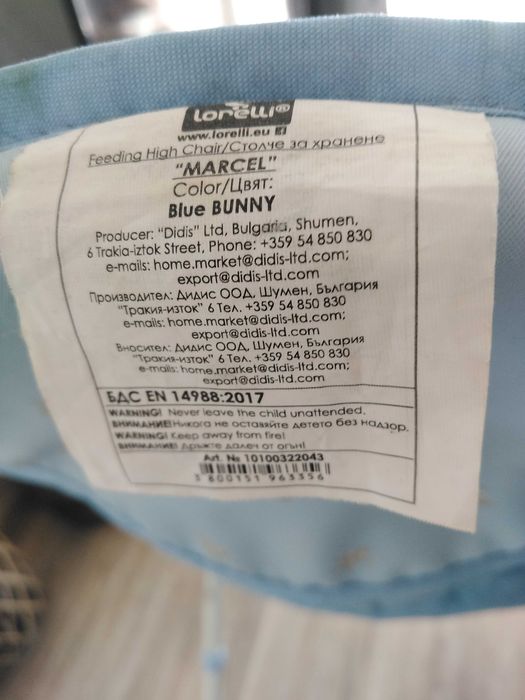 lorelli®
www.lorelli.eu
Feeding High Chair/Столче за хранене
"MARCEL"
Color/Цвят:
Blue BUNNY
Producer: "Didis" Ltd, Bulgaria, Shumen,
6 Trakia-iztok Street, Phone: +359 54 850 830
e-mails: home.market@didis-ltd.com;
export@didis-ltd.com
Производител: Дидис ООД, Шумен, България
"Тракия-изток" 6 Тел. +359 54 850 830
e-mails: home.market@didis-ltd.com;
export@didis-ltd.com
Вносител: Дидис ООД, Шумен, България
"Тракия-изток" 6 Тел. +359 54 850 830
e-mails: home.market@didis-ltd.com;
export@didis-ltd.com
БДС EN 14988:2017
WARNING! Never leave the child unattended.
ВНИМАНИЕ! Никога не оставяйте детето без надзор.
WARNING! Keep away from fire!
ВНИМАНИЕ! Дръжте далеч от огън!
Art. № 10100322043
3 800151 963356